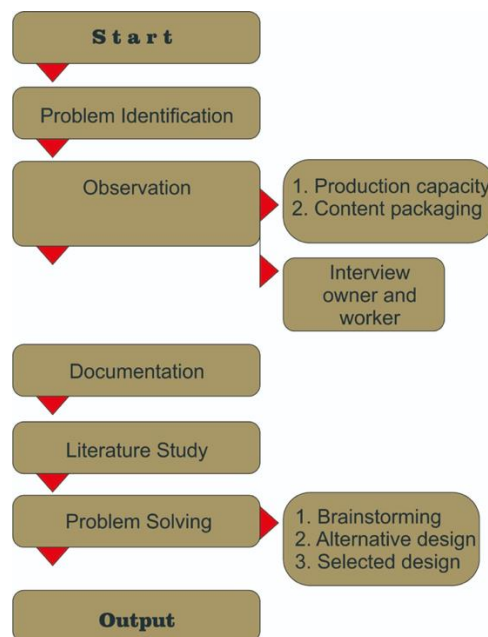 Start
Problem Identification
Observation
1. Production capacity
2. Content packaging
Interview
owner and
worker
Documentation
Literature Study
Problem Solving
1. Brainstorming
2. Alternative design
3. Selected design
Output